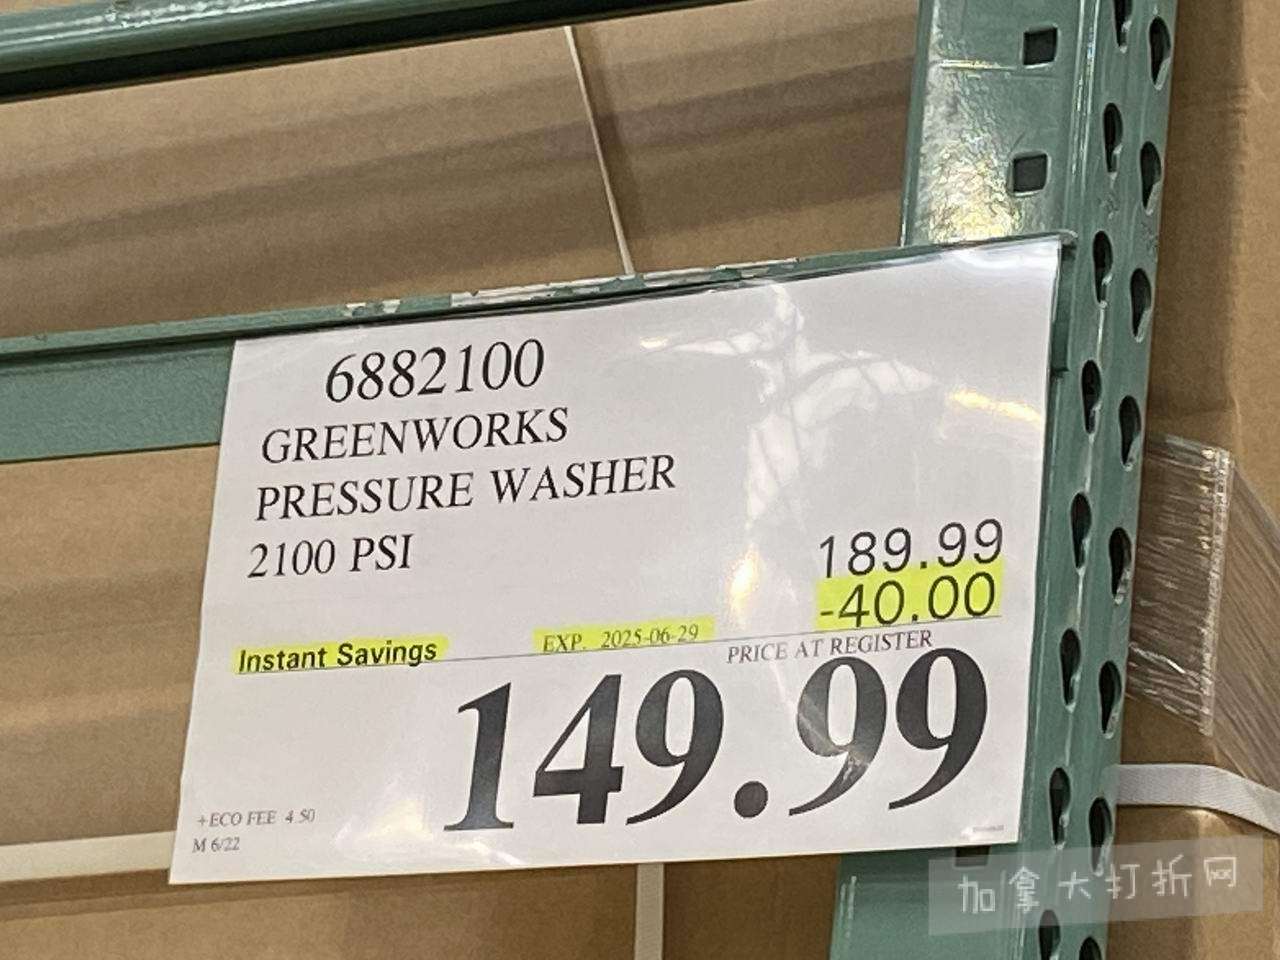 6882100
GREENWORKS
PRESSURE WASHER
2100 PSI
189.99
-40.00
Instant Savings EXP. 2025-06-29
PRICE AT REGISTER
149.99
+ECO FEE 4.50
M 6/22
加拿大打折网